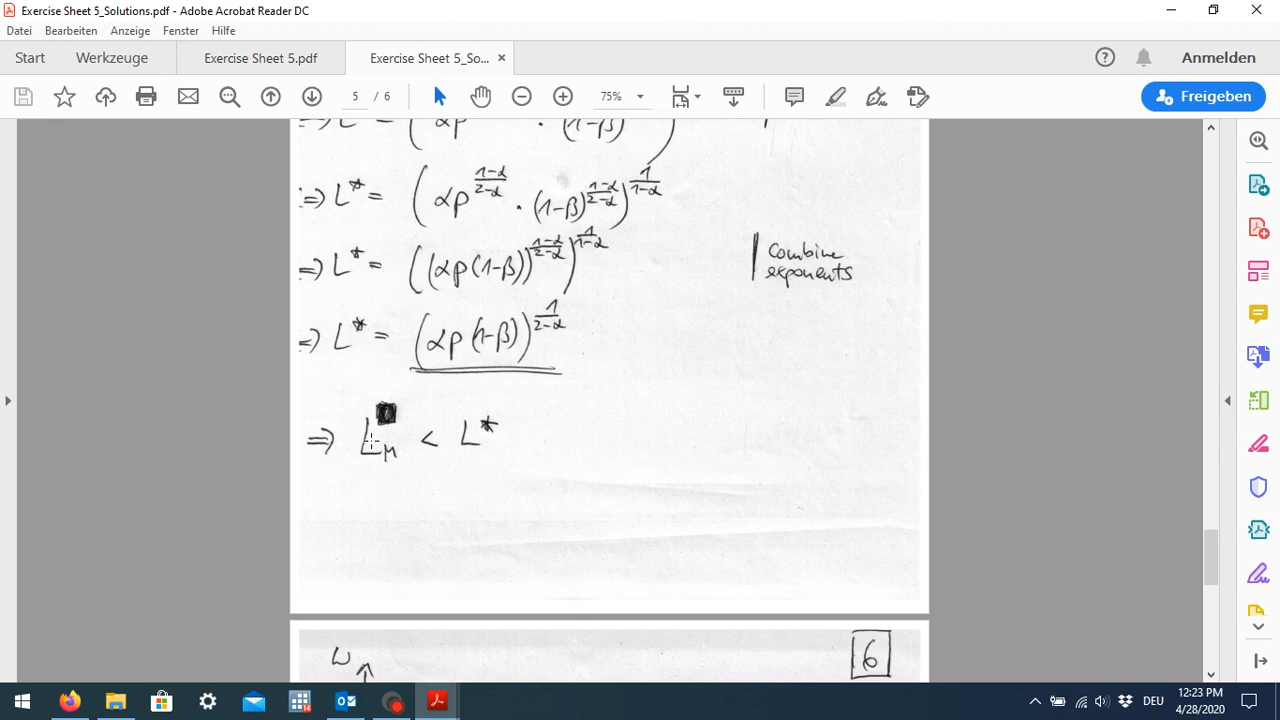 Exercise Sheet 5_Solutions.pdf - Adobe Acrobat Reader DC
Datei Bearbeiten Anzeige Fenster Hilfe
Start Werkzeuge Exercise Sheet 5.pdf Exercise Sheet 5_So... × Anmelden
5 / 6 75% Freigeben
⇒ L* = (αp^((1-α)/(2-α)) · (1-β)^((1-α)/(2-α)))^(1/(1-α))
⇒ L* = ((αp(1-β))^((1-α)/(2-α)))^(1/(1-α)) | Combine
exponents
⇒ L* = (αp(1-β))^(1/(2-α))
⇒ L_M < L*
ω 6
DEU 12:23 PM
4/28/2020